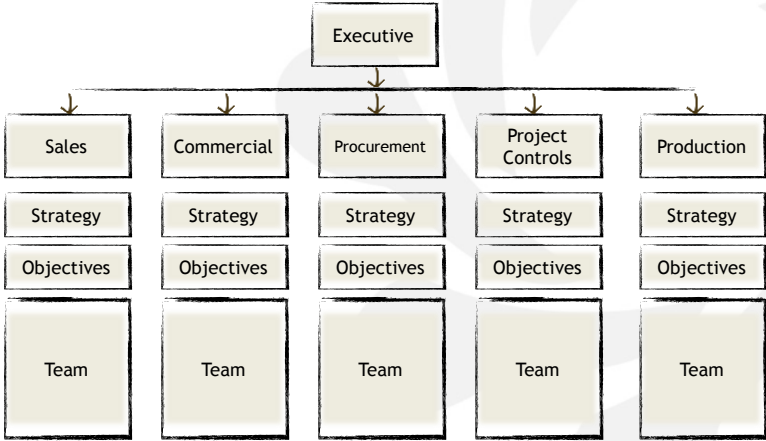 Executive
Sales
Commercial
Procurement
Project
Controls
Production
Strategy
Strategy
Strategy
Strategy
Strategy
Objectives
Objectives
Objectives
Objectives
Objectives
Team
Team
Team
Team
Team